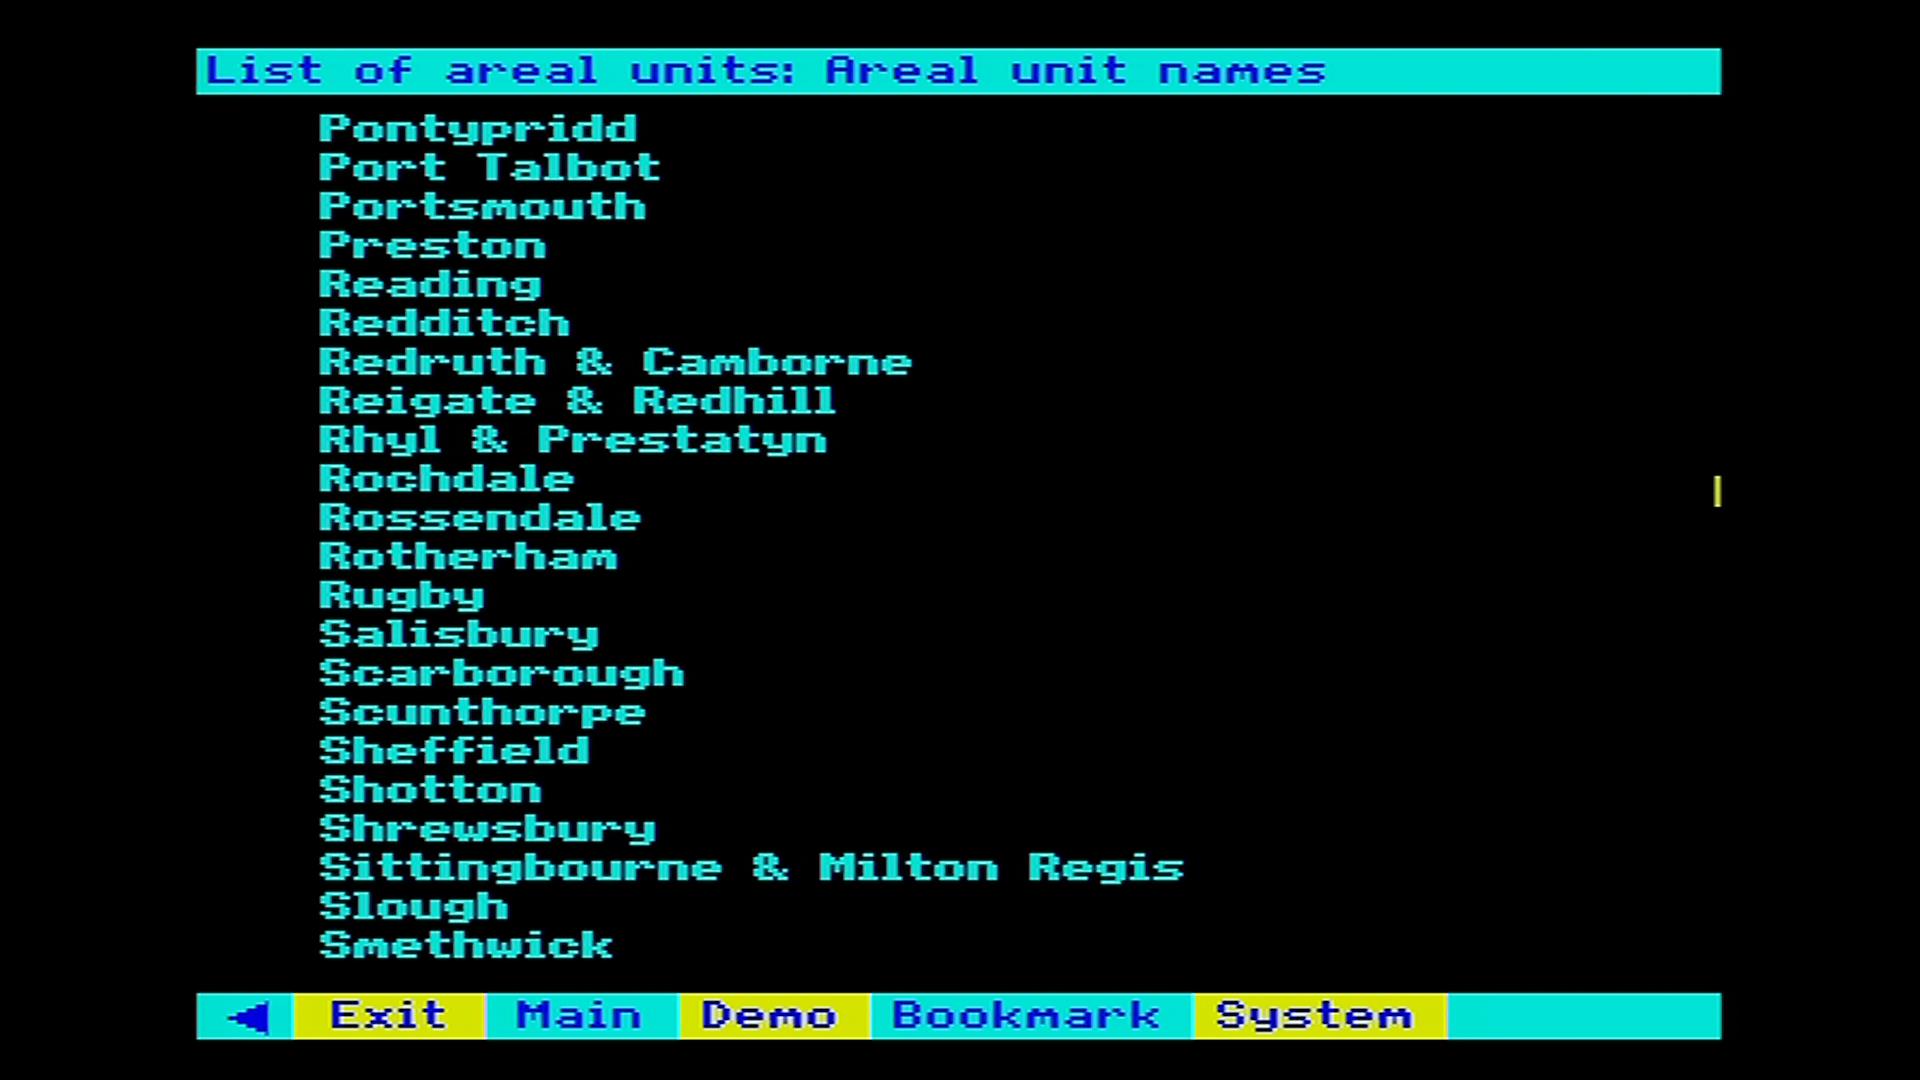 List of areal units: Areal unit names
Pontypridd
Port Talbot
Portsmouth
Preston
Reading
Redditch
Redruth & Camborne
Reigate & Redhill
Rhyl & Prestatyn
Rochdale
Rossendale
Rotherham
Rugby
Salisbury
Scarborough
Scunthorpe
Sheffield
Shotton
Shrewsbury
Sittingbourne & Milton Regis
Slough
Smethwick
Exit Main Demo Bookmark System